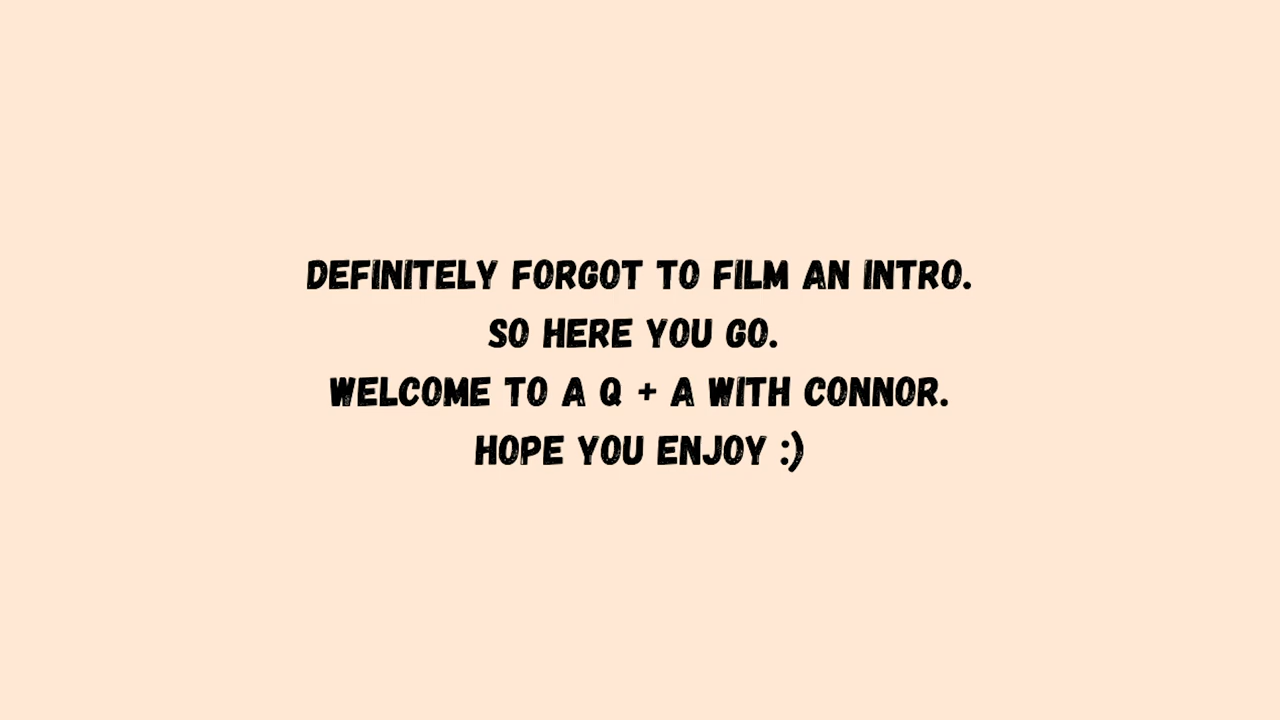 DEFINITELY FORGOT TO FILM AN INTRO.
SO HERE YOU GO.
WELCOME TO A Q + A WITH CONNOR.
HOPE YOU ENJOY :)